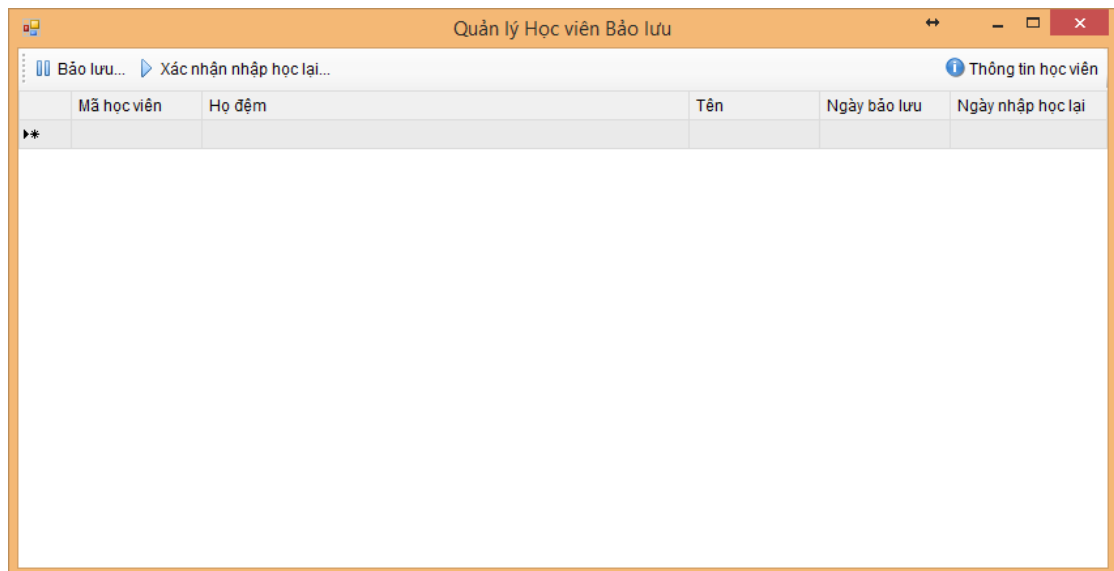 Quản lý Học viên Bảo lưu
Bảo lưu... Xác nhận nhập học lại... Thông tin học viên
Mã học viên Họ đệm Tên Ngày bảo lưu Ngày nhập học lại